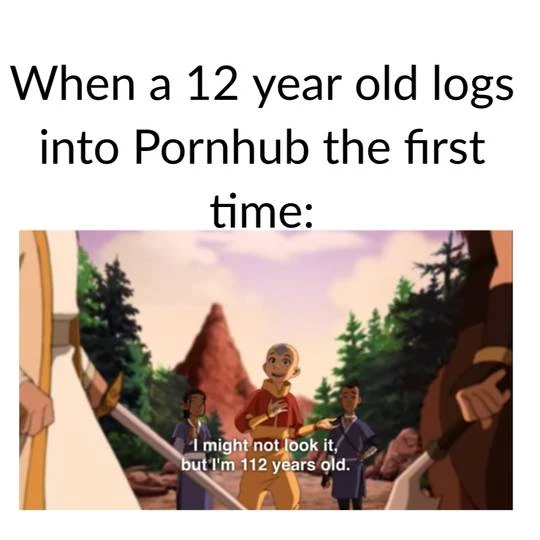 When a 12 year old logs
into Pornhub the first
time:
I might not look it,
but I'm 112 years old.